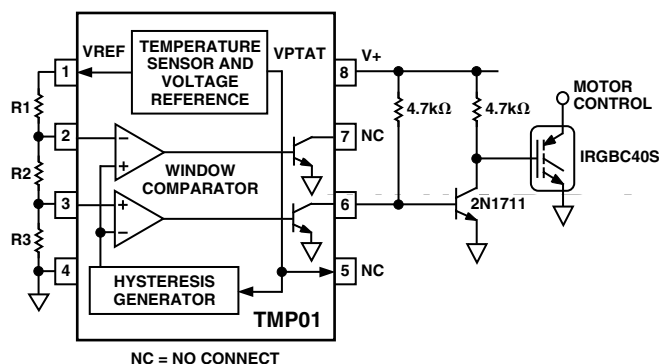 TEMPERATURE
SENSOR AND
VOLTAGE
REFERENCE
VREF
VPTAT
1
R1
2
R2
3
R3
4
8
V+
7
NC
6
5
NC
−
+
WINDOW
COMPARATOR
+
−
HYSTERESIS
GENERATOR
TMP01
4.7kΩ
4.7kΩ
2N1711
MOTOR
CONTROL
IRGBC40S
NC = NO CONNECT